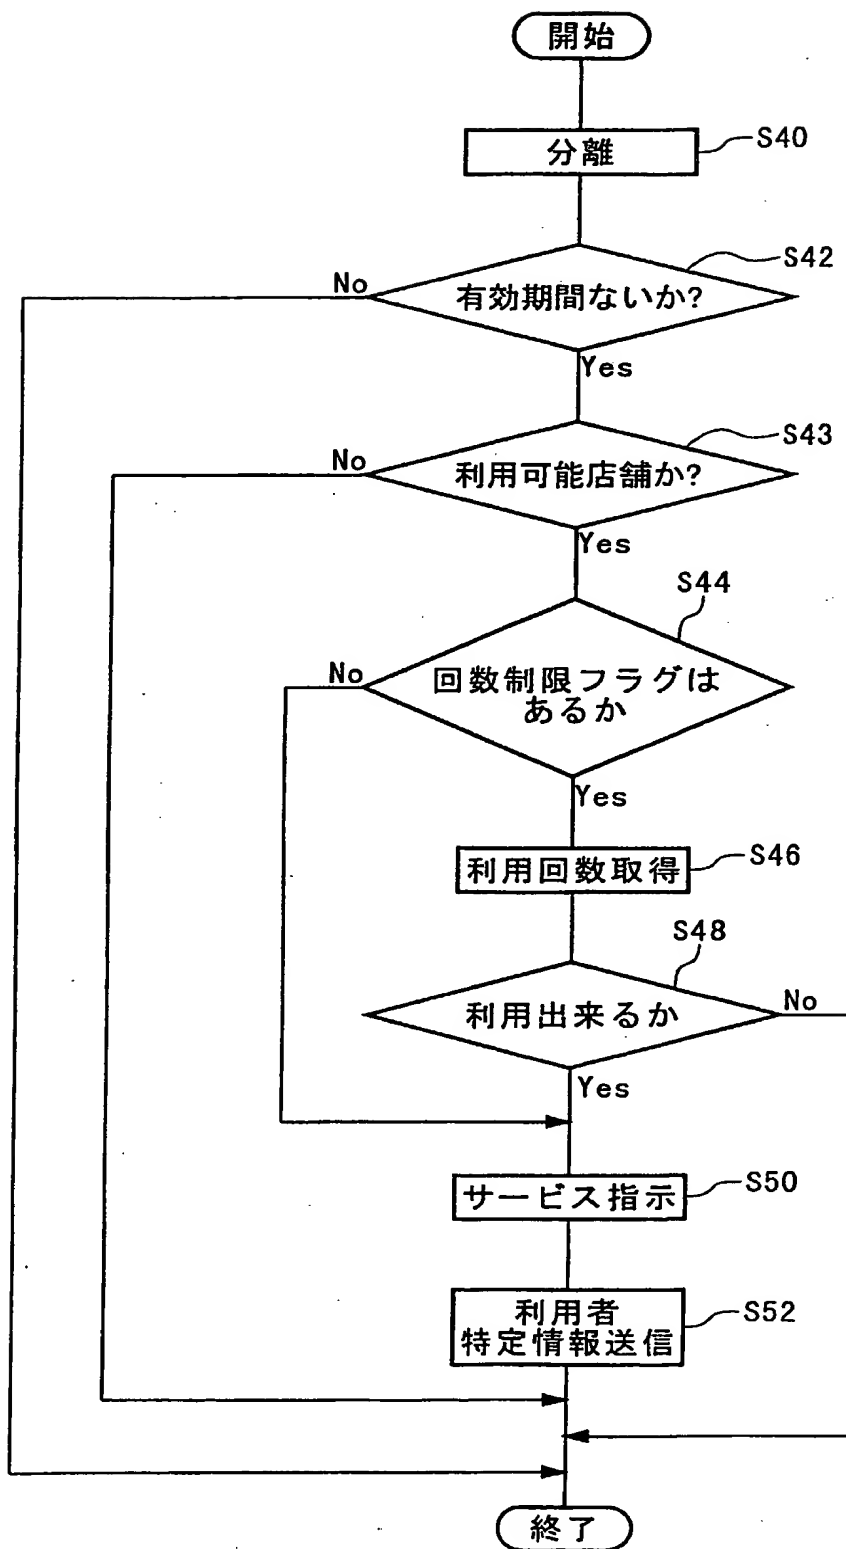 開始
分離
S40
S42
No
有効期間ないか?
Yes
S43
No
利用可能店舗か?
Yes
S44
No
回数制限フラグは
あるか
Yes
利用回数取得
S46
S48
利用出来るか
No
Yes
サービス指示
S50
利用者
特定情報送信
S52
終了